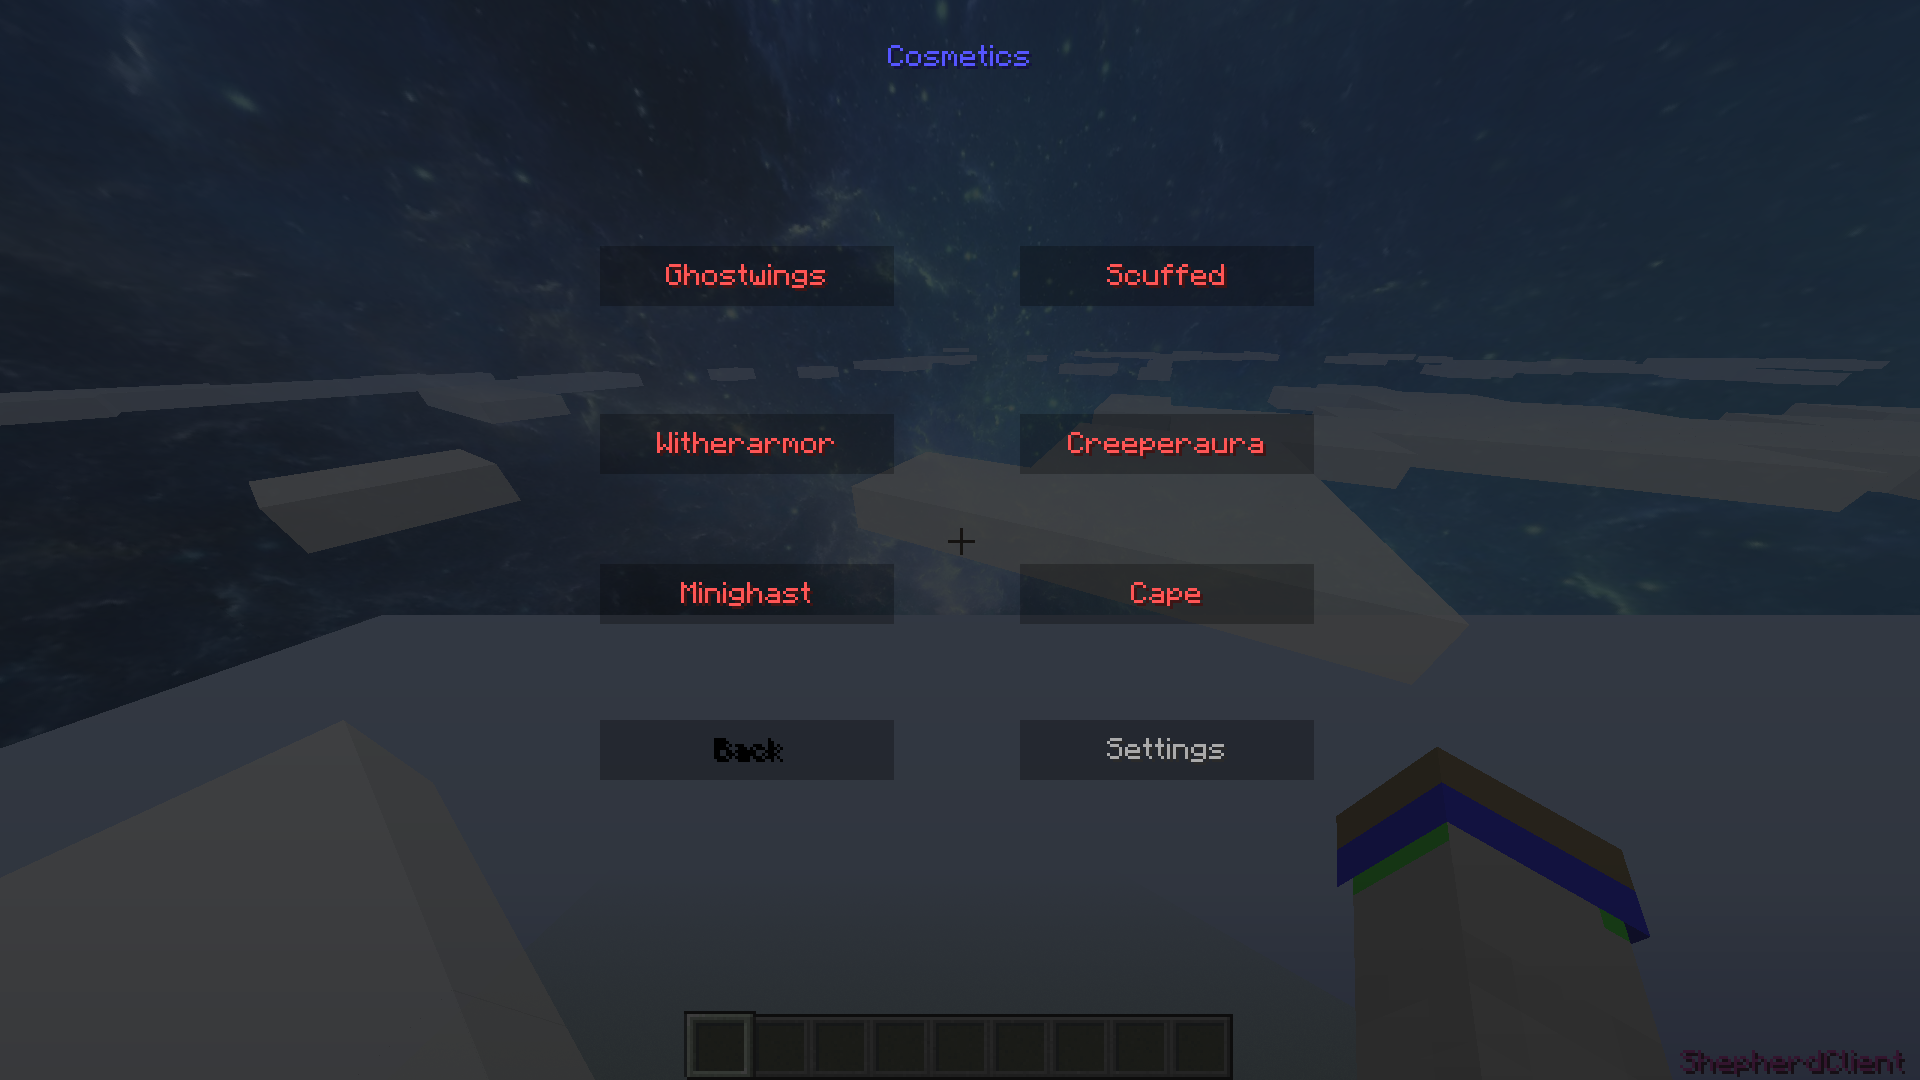 Cosmetics
Ghostwings
Scuffed
Witherarmor
Creeperaura
Minighast
Cape
Back
Settings
ShepherdClient